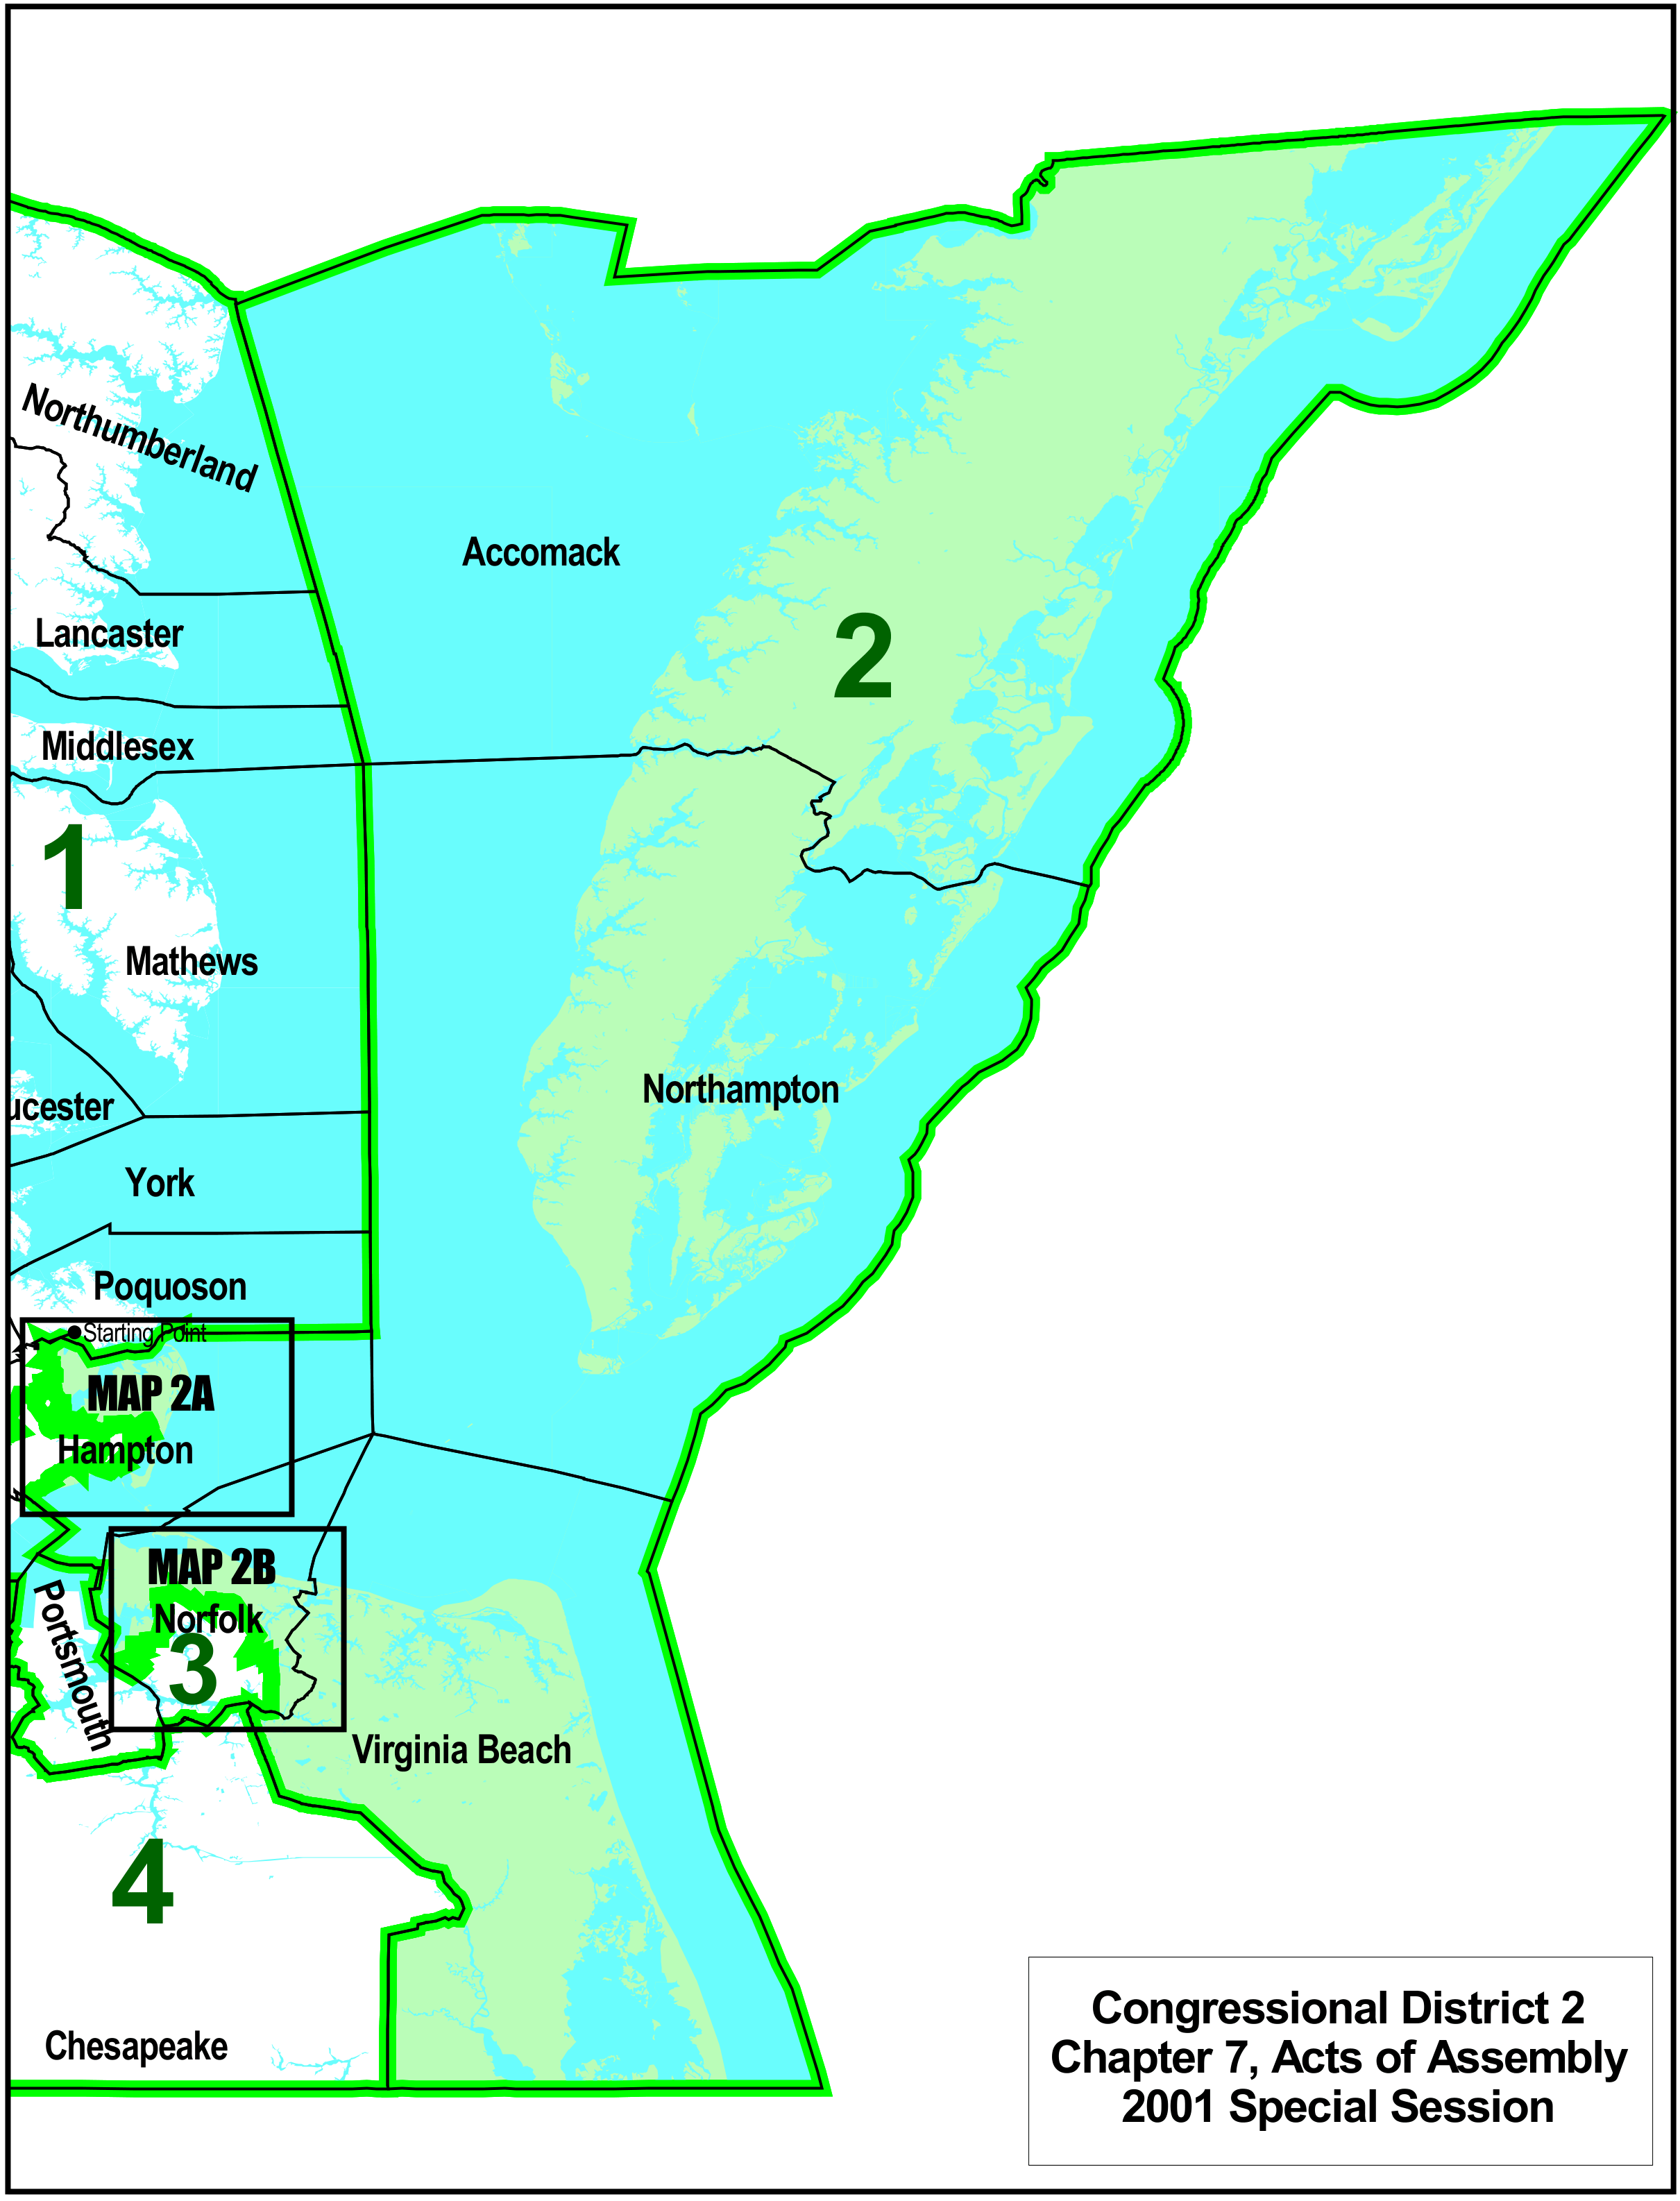 Northumberland
Accomack
2
Lancaster
Middlesex
1
Mathews
Northampton
ucester
York
Poquoson
Starting Point
MAP 2A
Hampton
MAP 2B
Norfolk
3
Portsmouth
Virginia Beach
4
Chesapeake
Congressional District 2
Chapter 7, Acts of Assembly
2001 Special Session